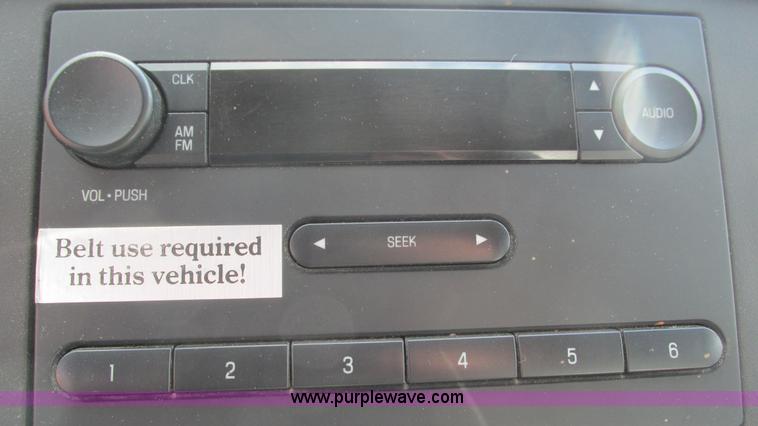 CLK
▲
AUDIO
AM
FM
▼
VOL • PUSH
◀ SEEK ▶
Belt use required
in this vehicle!
1 2 3 4 5 6
www.purplewave.com